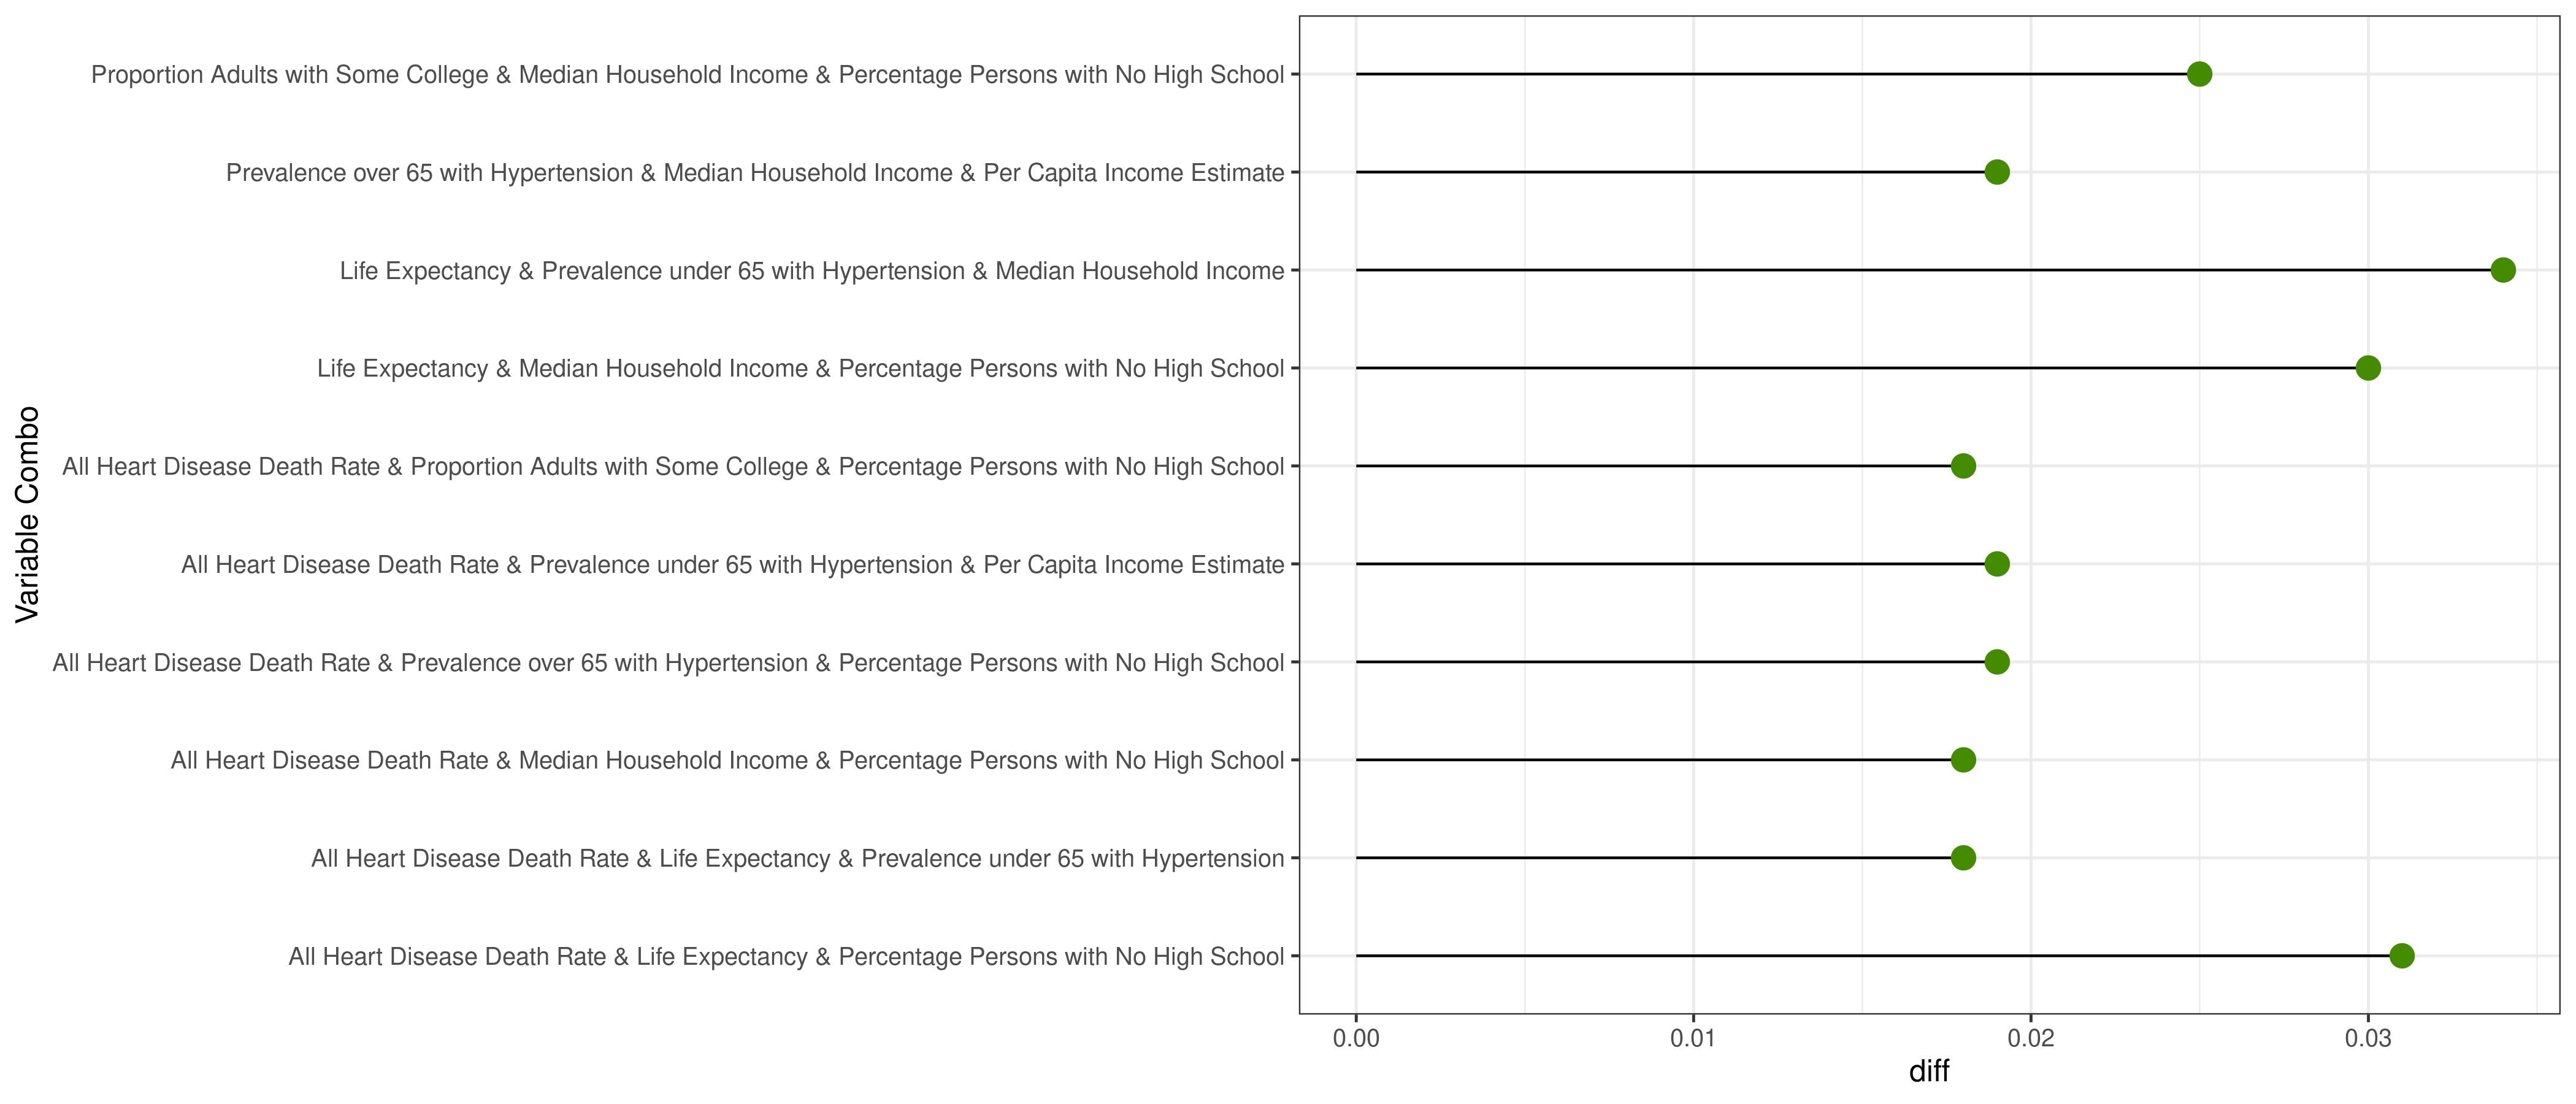 Proportion Adults with Some College & Median Household Income & Percentage Persons with No High School
Prevalence over 65 with Hypertension & Median Household Income & Per Capita Income Estimate
Life Expectancy & Prevalence under 65 with Hypertension & Median Household Income
Life Expectancy & Median Household Income & Percentage Persons with No High School
All Heart Disease Death Rate & Proportion Adults with Some College & Percentage Persons with No High School
All Heart Disease Death Rate & Prevalence under 65 with Hypertension & Per Capita Income Estimate
All Heart Disease Death Rate & Prevalence over 65 with Hypertension & Percentage Persons with No High School
All Heart Disease Death Rate & Median Household Income & Percentage Persons with No High School
All Heart Disease Death Rate & Life Expectancy & Prevalence under 65 with Hypertension
All Heart Disease Death Rate & Life Expectancy & Percentage Persons with No High School
Variable Combo
0.00 0.01 0.02 0.03
diff